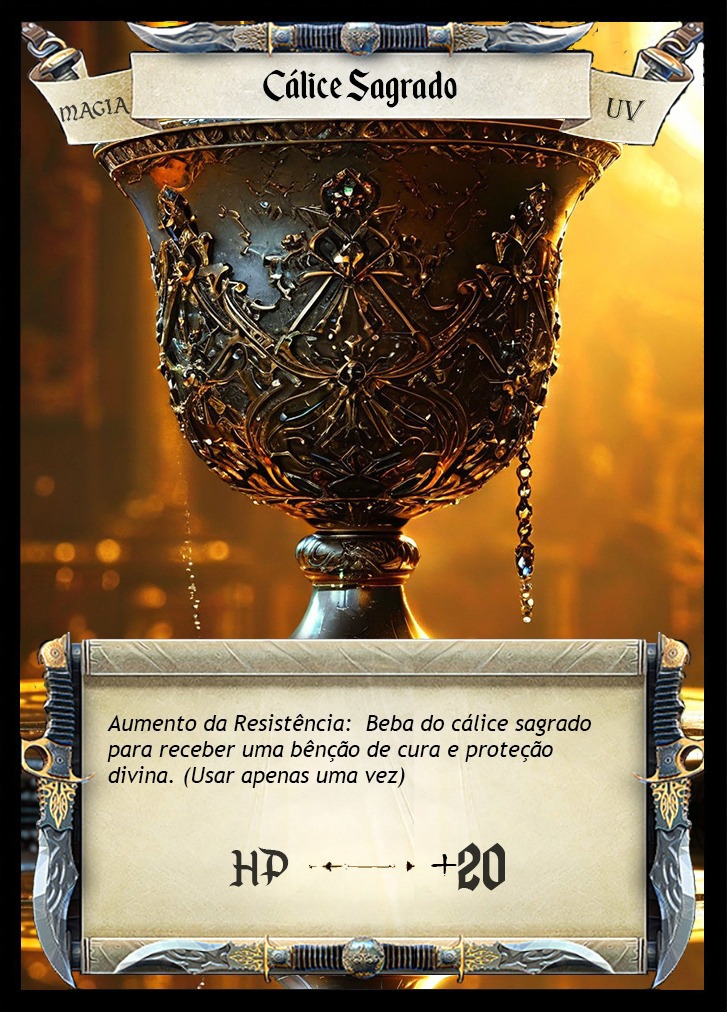 Cálice Sagrado
MAGIA
UV
Aumento da Resistência: Beba do cálice sagrado
para receber uma bênção de cura e proteção
divina. (Usar apenas uma vez)
HP +20